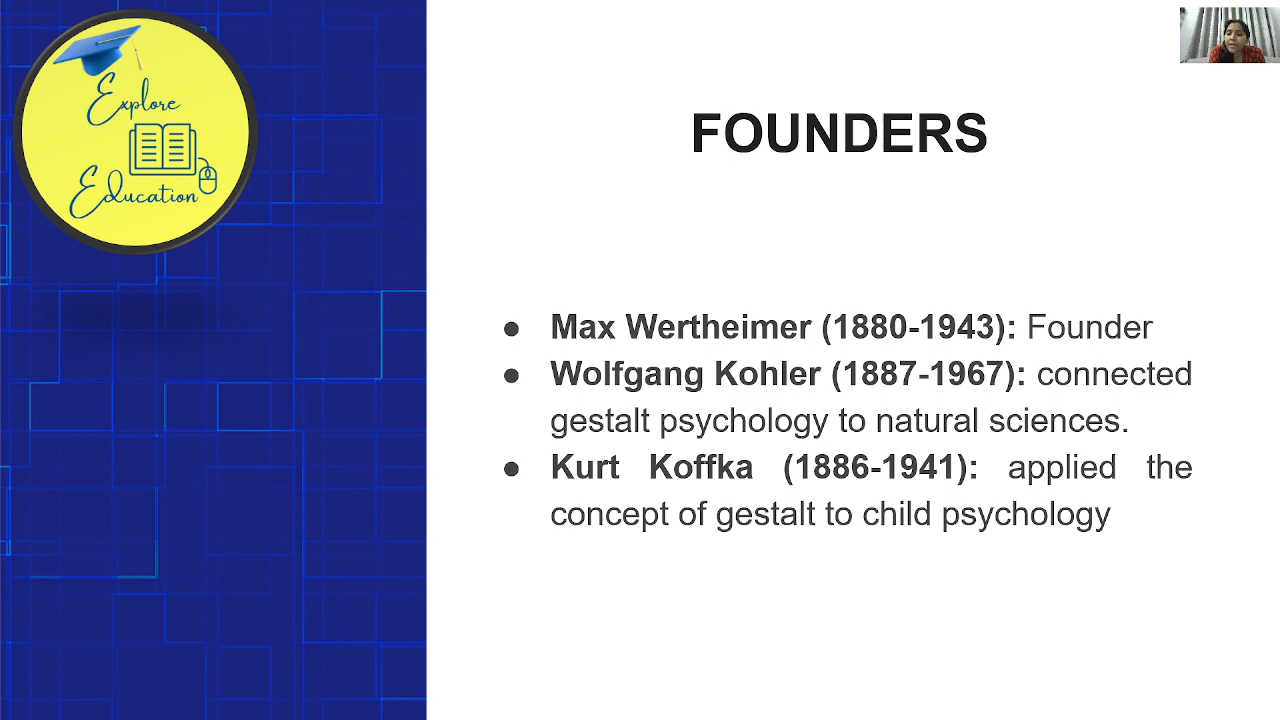 Explore
Education
FOUNDERS
● Max Wertheimer (1880-1943): Founder
● Wolfgang Kohler (1887-1967): connected
gestalt psychology to natural sciences.
● Kurt Koffka (1886-1941): applied the
concept of gestalt to child psychology